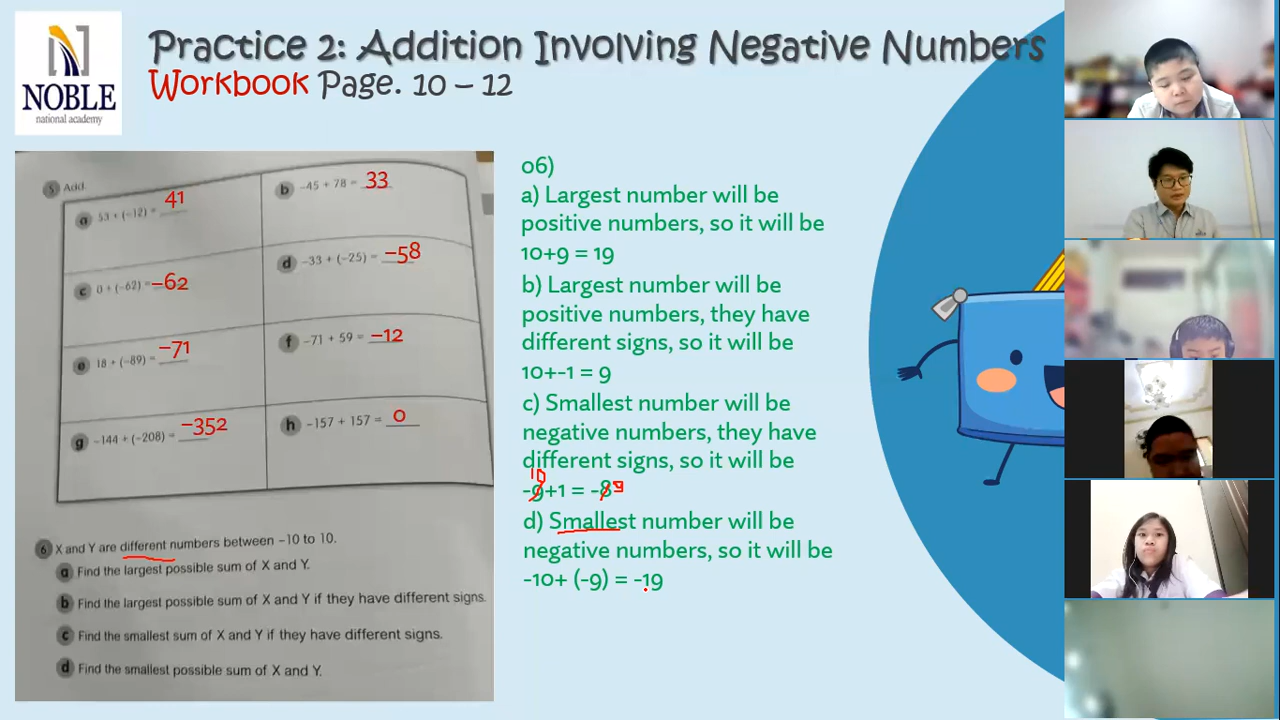 NOBLE
national academy
Practice 2: Addition Involving Negative Numbers
Workbook Page. 10 – 12
5 Add.
a 53 + (–12) = 41
b –45 + 78 = 33
c 0 + (–62) = –62
d –33 + (–25) = –58
e 18 + (–89) = –71
f –71 + 59 = –12
g –144 + (–208) = –352
h –157 + 157 = 0
6 X and Y are different numbers between –10 to 10.
a Find the largest possible sum of X and Y.
b Find the largest possible sum of X and Y if they have different signs.
c Find the smallest sum of X and Y if they have different signs.
d Find the smallest possible sum of X and Y.
06)
a) Largest number will be
positive numbers, so it will be
10+9 = 19
b) Largest number will be
positive numbers, they have
different signs, so it will be
10+-1 = 9
c) Smallest number will be
negative numbers, they have
different signs, so it will be
10 9
-9+1 = -8
d) Smallest number will be
negative numbers, so it will be
-10+ (-9) = -19